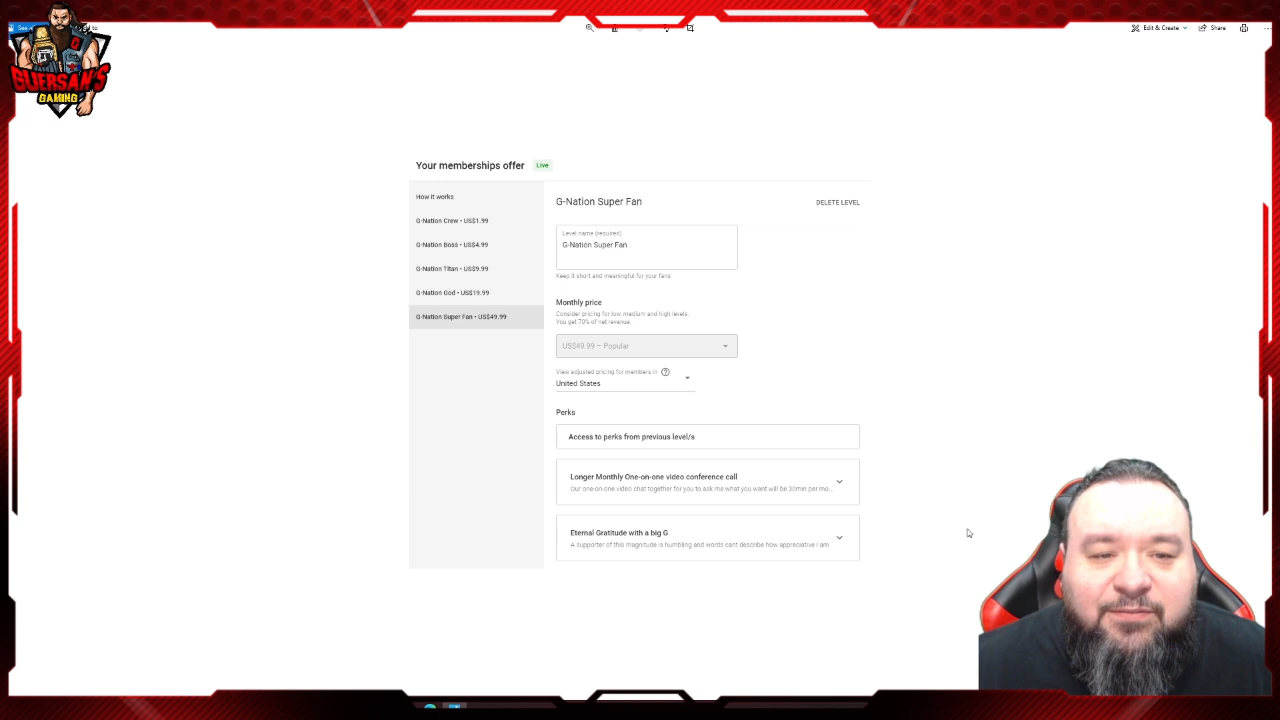 See
to
Edit & Create
Share
GUERSAN'S
GAMING
Your memberships offer
Live
How it works
G-Nation Crew • US$1.99
G-Nation Boss • US$4.99
G-Nation Titan • US$9.99
G-Nation God • US$19.99
G-Nation Super Fan • US$49.99
G-Nation Super Fan
DELETE LEVEL
Level name (required)
G-Nation Super Fan
Keep it short and meaningful for your fans
Monthly price
Consider pricing for low, medium and high levels.
You get 70% of net revenue.
US$49.99 – Popular
View adjusted pricing for members in
United States
Perks
Access to perks from previous level/s
Longer Monthly One-on-one video conference call
Our one-on-one video chat together for you to ask me what you want will be 30min per mo...
Eternal Gratitude with a big G
A supporter of this magnitude is humbling and words cant describe how appreciative i am